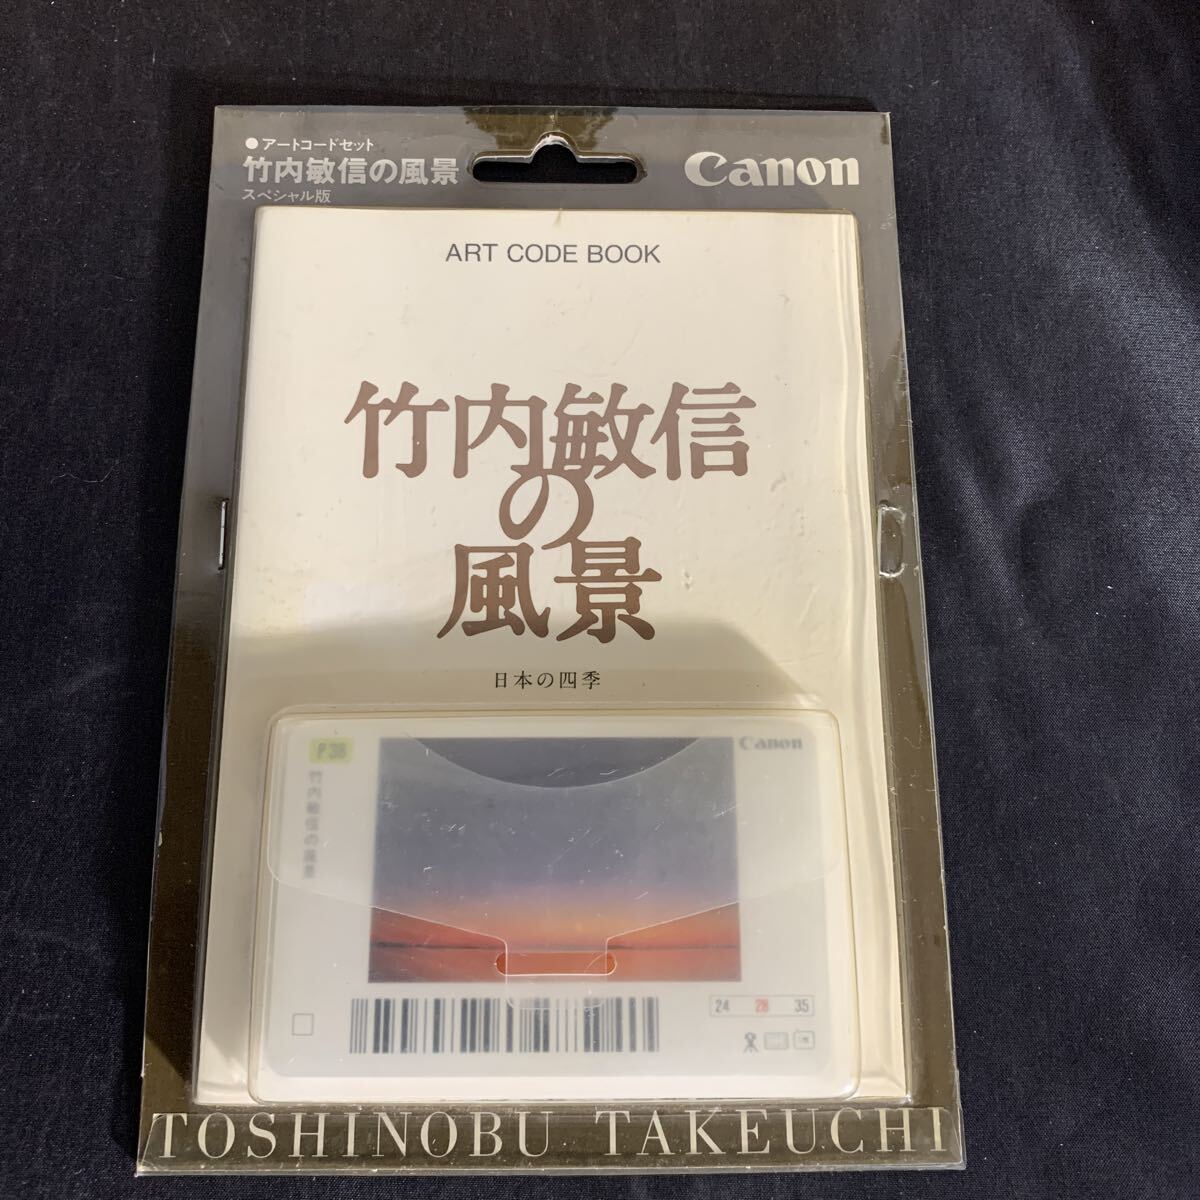 ●アートコードセット
竹内敏信の風景
スペシャル版
Canon
ART CODE BOOK
竹内敏信
の
風景
日本の四季
P.38
Canon
竹内敏信の風景
24 28 35
TOSHINOBU TAKEUCHI